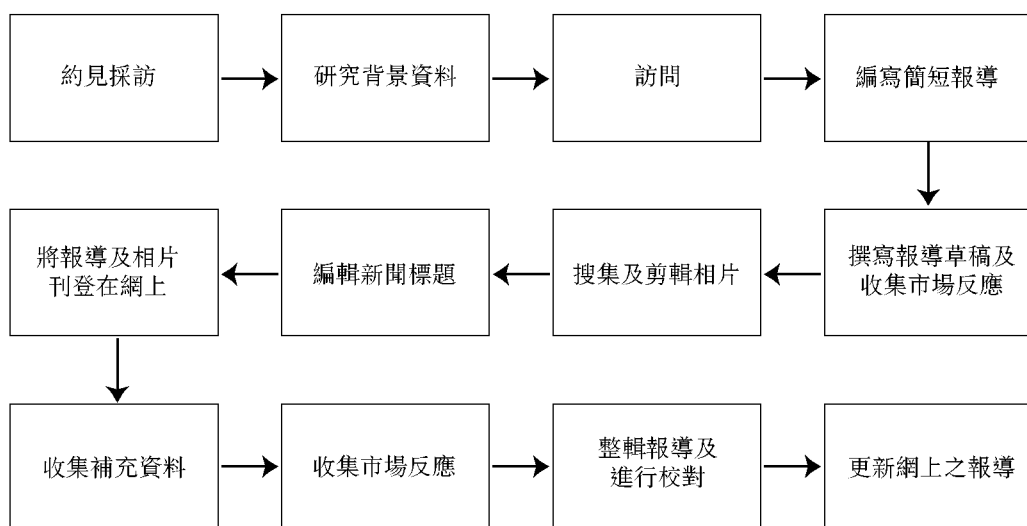 約見採訪
研究背景資料
訪問
編寫簡短報導
撰寫報導草稿及
收集市場反應
搜集及剪輯相片
編輯新聞標題
將報導及相片
刊登在網上
收集補充資料
收集市場反應
整輯報導及
進行校對
更新網上之報導